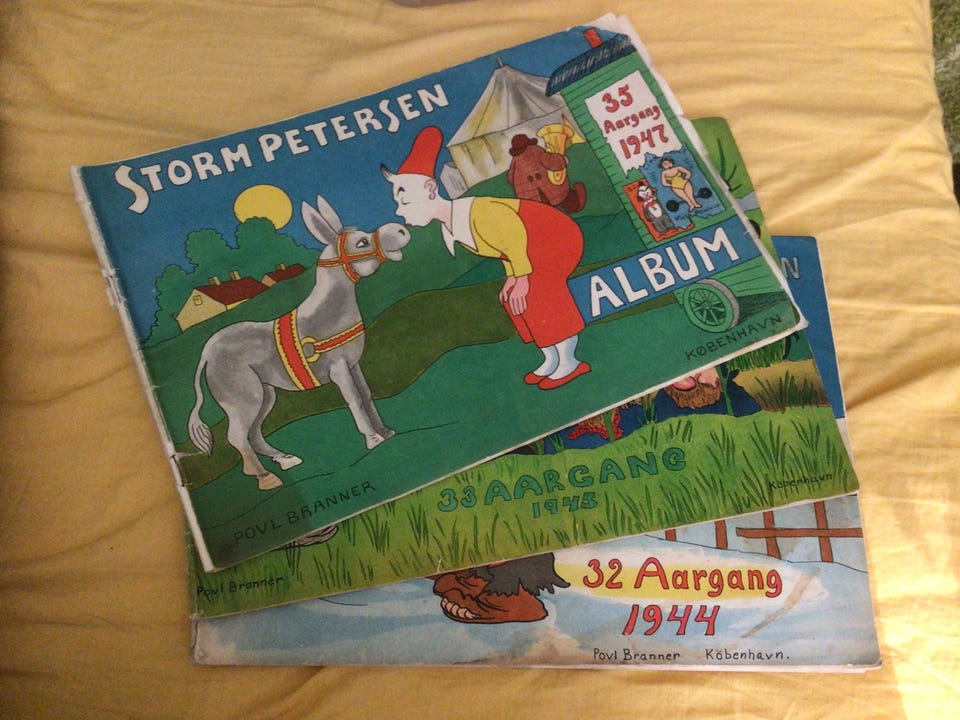 STORM PETERSEN
35
Aargang
1947
ALBUM
KØBENHAVN
POVL BRANNER
33 AARGANG
1945
København
Povl Branner
N
32 Aargang
1944
Povl Branner Köbenhavn.